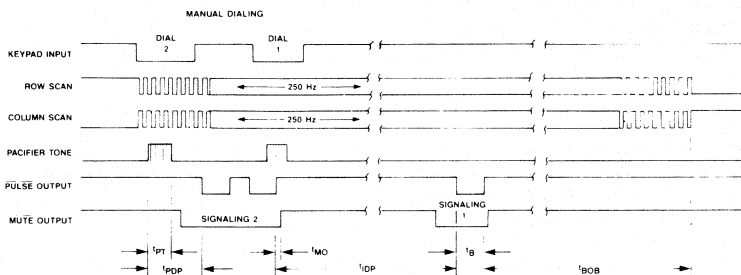 MANUAL DIALING
DIAL
2
DIAL
1
KEYPAD INPUT
ROW SCAN
250 Hz
COLUMN SCAN
250 Hz
PACIFIER TONE
PULSE OUTPUT
MUTE OUTPUT
SIGNALING 2
SIGNALING
1
tPT
tMO
tB
tPDP
tIDP
tBOB